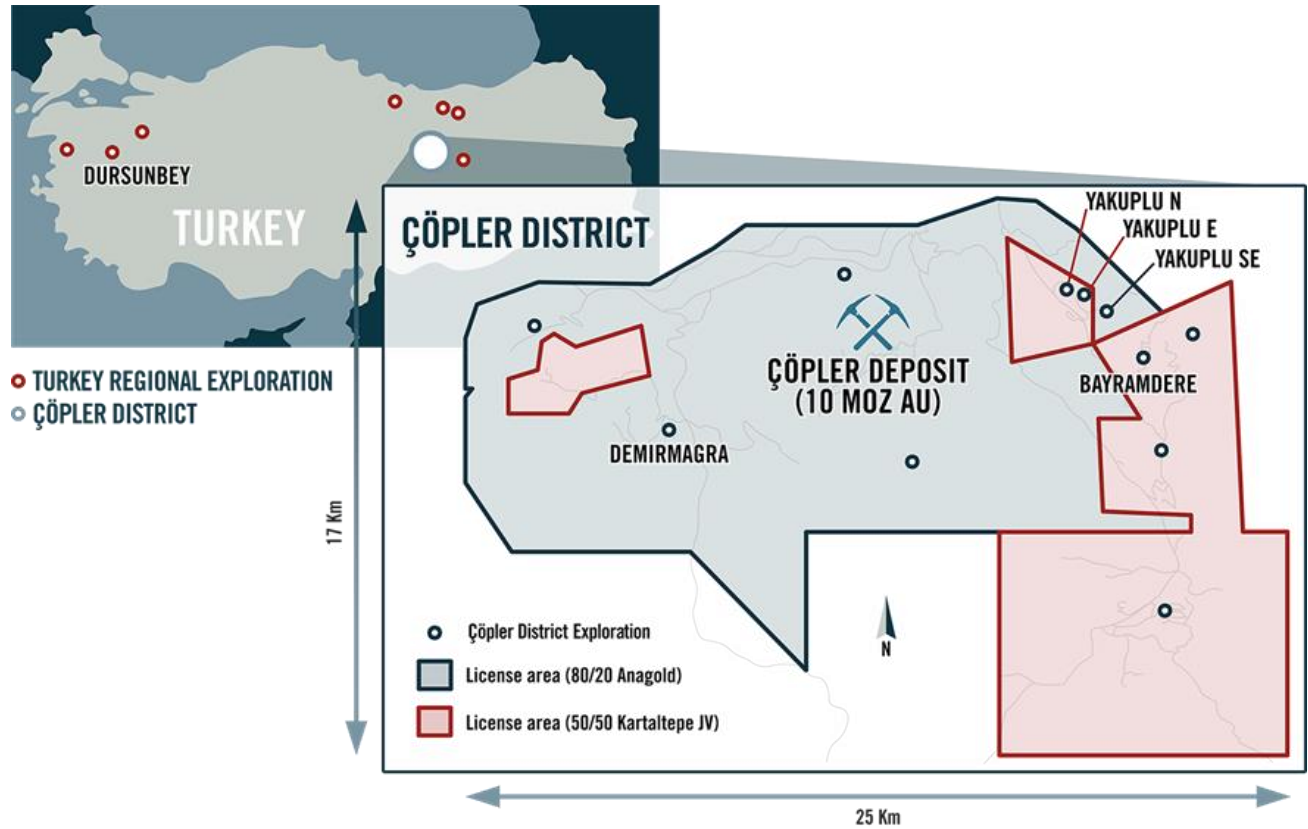 DURSUNBEY
TURKEY
TURKEY REGIONAL EXPLORATION
ÇÖPLER DISTRICT
ÇÖPLER DISTRICT
YAKUPLU N
YAKUPLU E
YAKUPLU SE
ÇÖPLER DEPOSIT
(10 MOZ AU)
BAYRAMDERE
DEMIRMAGRA
17 Km
Çöpler District Exploration
License area (80/20 Anagold)
License area (50/50 Kartaltepe JV)
N
25 Km